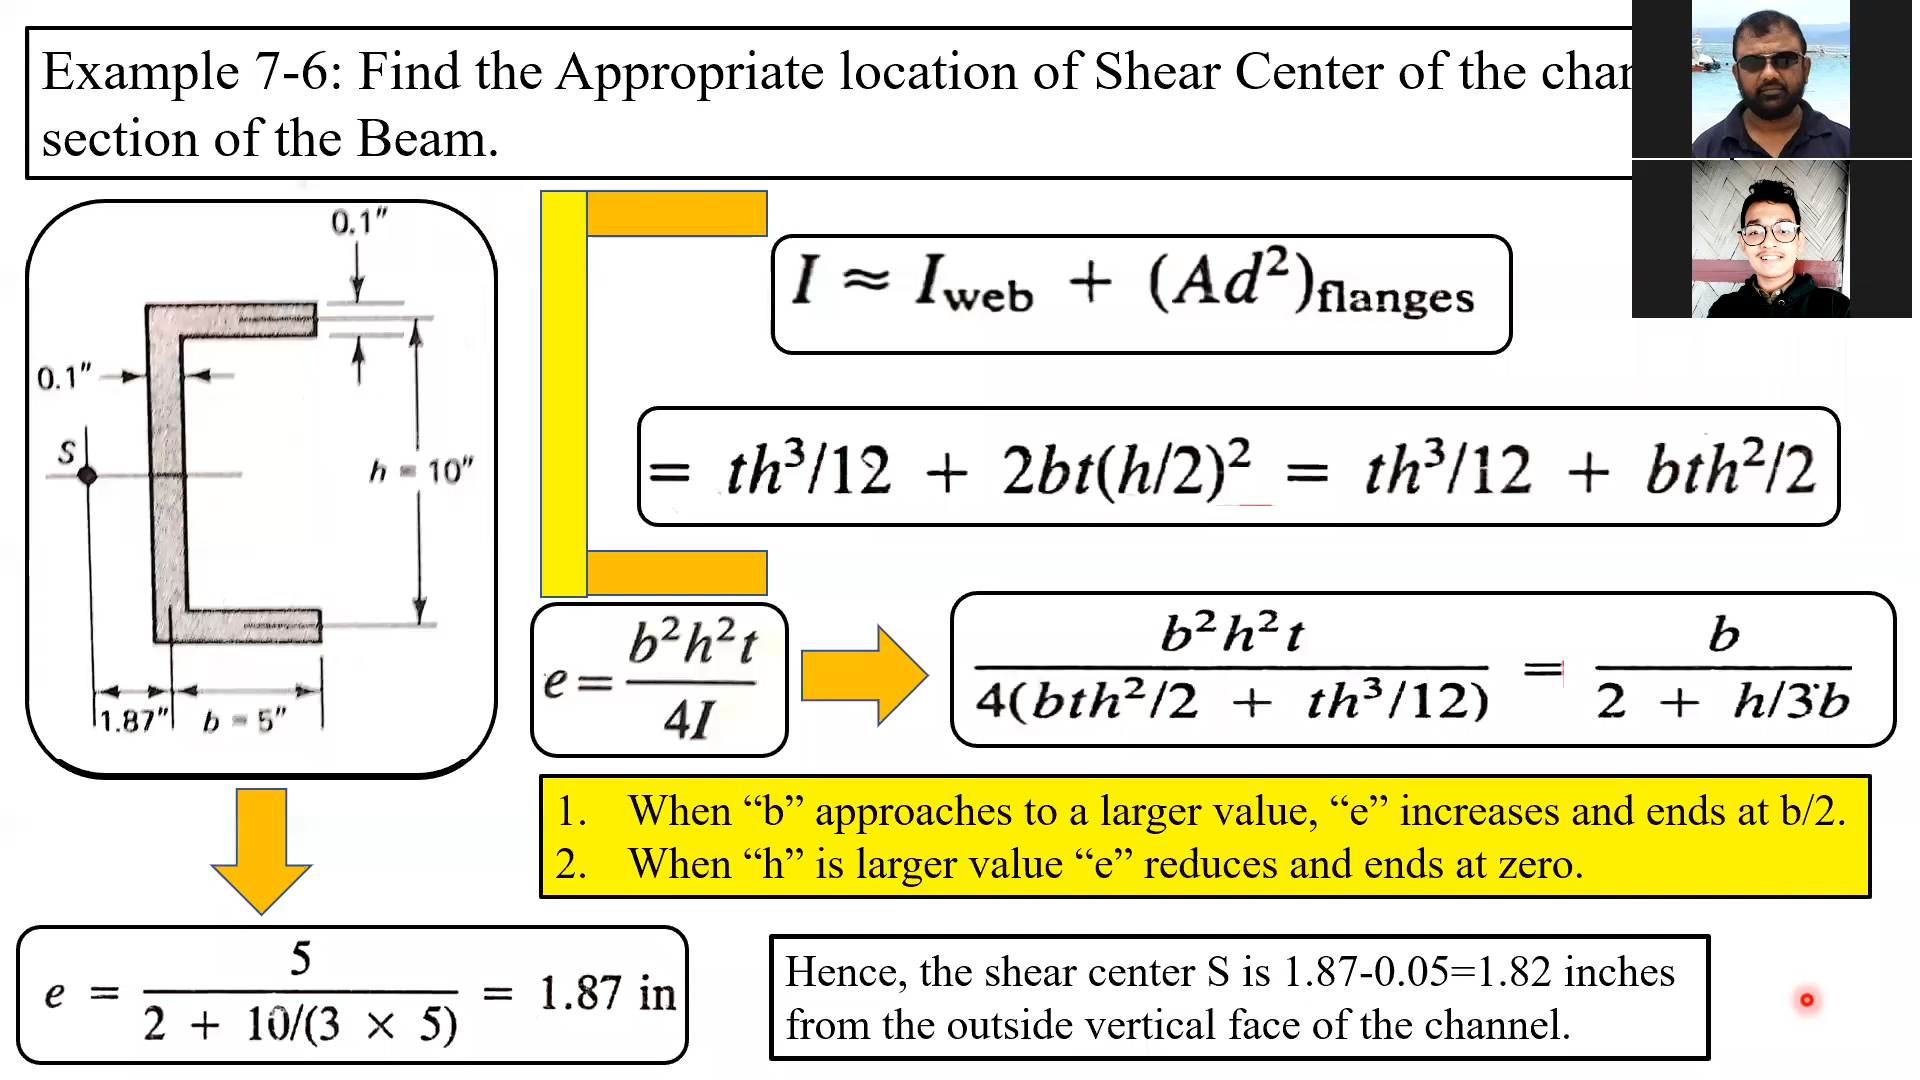 Example 7-6: Find the Appropriate location of Shear Center of the
section of the Beam.
0.1"
0.1"
S
h = 10"
1.87" b = 5"
I ≈ I_web + (Ad²)_flanges
= th³/12 + 2bt(h/2)² = th³/12 + bth²/2
e = b²h²t / 4I
b²h²t / 4(bth²/2 + th³/12) = b / 2 + h/3b
1. When “b” approaches to a larger value, “e” increases and ends at b/2.
2. When “h” is larger value “e” reduces and ends at zero.
e = 5 / 2 + 10/(3 × 5) = 1.87 in
Hence, the shear center S is 1.87-0.05=1.82 inches
from the outside vertical face of the channel.